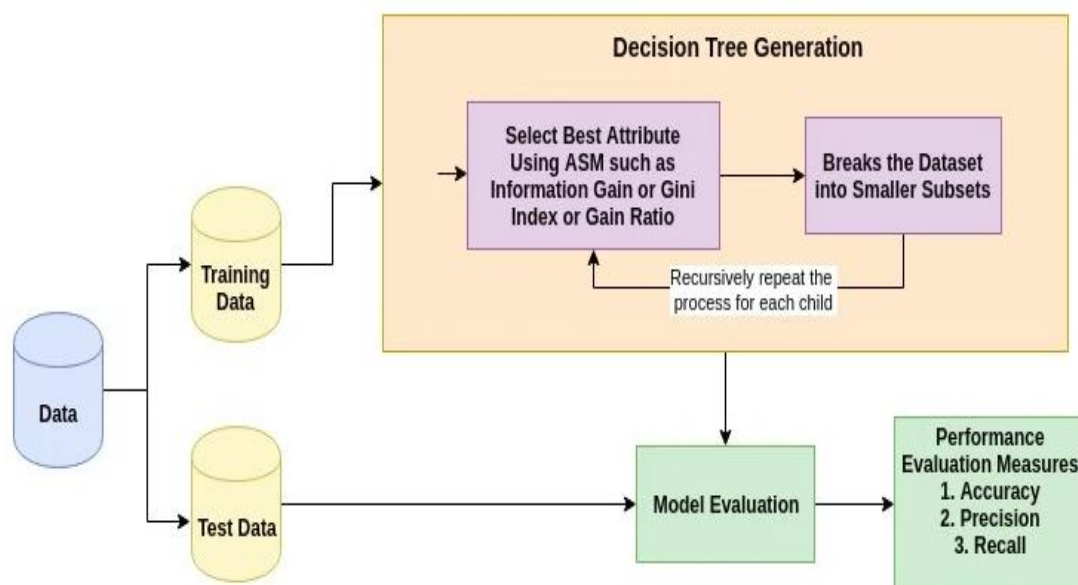 Decision Tree Generation
Select Best Attribute
Using ASM such as
Information Gain or Gini
Index or Gain Ratio
Breaks the Dataset
into Smaller Subsets
Recursively repeat the
process for each child
Training
Data
Data
Test Data
Model Evaluation
Performance
Evaluation Measures
1. Accuracy
2. Precision
3. Recall